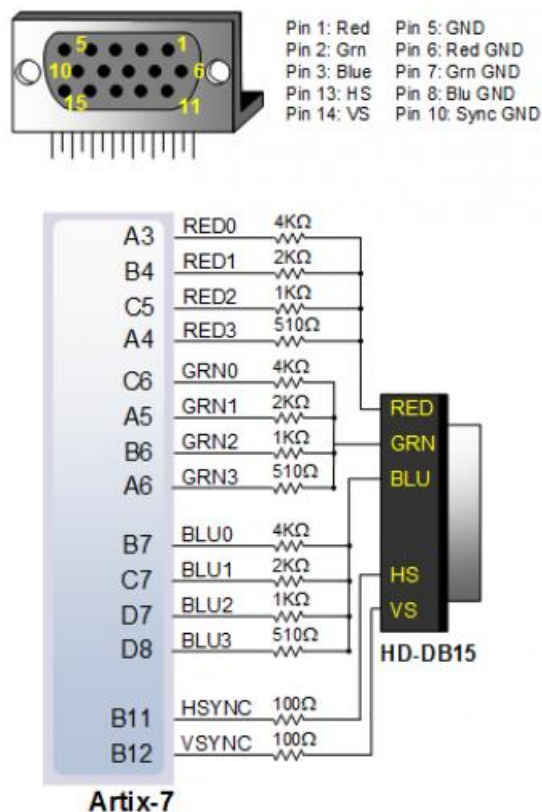 5 1
10 6
15 11
Pin 1: Red Pin 5: GND
Pin 2: Grn Pin 6: Red GND
Pin 3: Blue Pin 7: Grn GND
Pin 13: HS Pin 8: Blu GND
Pin 14: VS Pin 10: Sync GND
A3 RED0 4KΩ
B4 RED1 2KΩ
C5 RED2 1KΩ
A4 RED3 510Ω
C6 GRN0 4KΩ
A5 GRN1 2KΩ
B6 GRN2 1KΩ
A6 GRN3 510Ω
B7 BLU0 4KΩ
C7 BLU1 2KΩ
D7 BLU2 1KΩ
D8 BLU3 510Ω
B11 HSYNC 100Ω
B12 VSYNC 100Ω
Artix-7
RED
GRN
BLU
HS
VS
HD-DB15